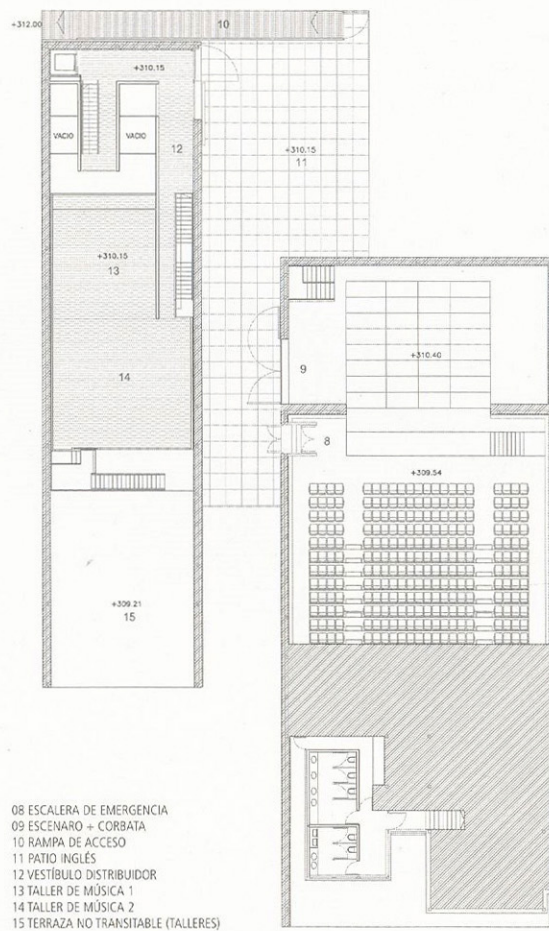 +312.00
10
+310.15
VACIO
VACIO
12
+310.15
11
+310.15
13
9
+310.40
14
8
+309.54
+309.21
15
08 ESCALERA DE EMERGENCIA
09 ESCENARO + CORBATA
10 RAMPA DE ACCESO
11 PATIO INGLÉS
12 VESTÍBULO DISTRIBUIDOR
13 TALLER DE MÚSICA 1
14 TALLER DE MÚSICA 2
15 TERRAZA NO TRANSITABLE (TALLERES)